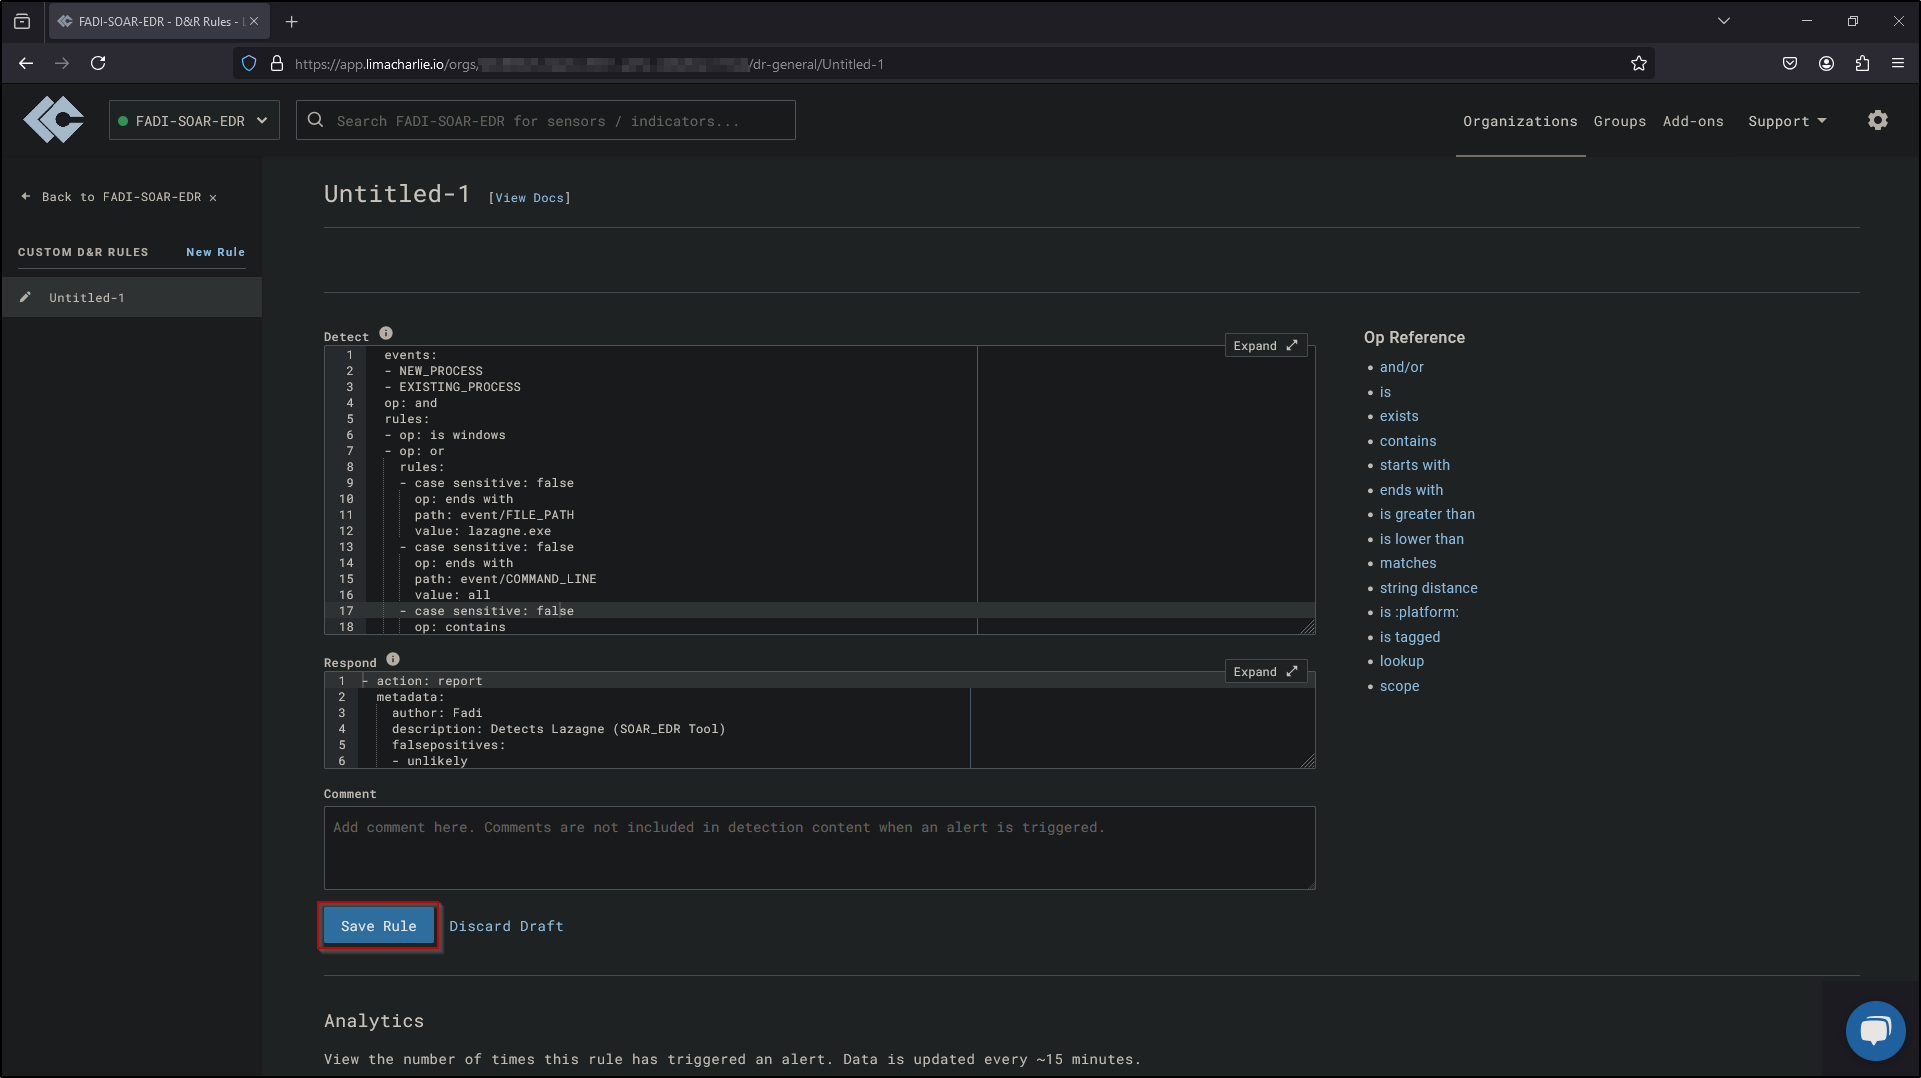 FADI-SOAR-EDR - D&R Rules -
https://app.limacharlie.io/orgs/ /dr-general/Untitled-1
FADI-SOAR-EDR
Search FADI-SOAR-EDR for sensors / indicators...
Organizations
Groups
Add-ons
Support
Back to FADI-SOAR-EDR ×
CUSTOM D&R RULES
New Rule
Untitled-1
Untitled-1 [View Docs]
Detect
Expand
1 events:
2 - NEW_PROCESS
3 - EXISTING_PROCESS
4 op: and
5 rules:
6 - op: is windows
7 - op: or
8 rules:
9 - case sensitive: false
10 op: ends with
11 path: event/FILE_PATH
12 value: lazagne.exe
13 - case sensitive: false
14 op: ends with
15 path: event/COMMAND_LINE
16 value: all
17 - case sensitive: false
18 op: contains
Respond
Expand
1 - action: report
2 metadata:
3 author: Fadi
4 description: Detects Lazagne (SOAR_EDR Tool)
5 falsepositives:
6 - unlikely
Comment
Add comment here. Comments are not included in detection content when an alert is triggered.
Save Rule
Discard Draft
Analytics
View the number of times this rule has triggered an alert. Data is updated every ~15 minutes.
Op Reference
and/or
is
exists
contains
starts with
ends with
is greater than
is lower than
matches
string distance
is :platform:
is tagged
lookup
scope